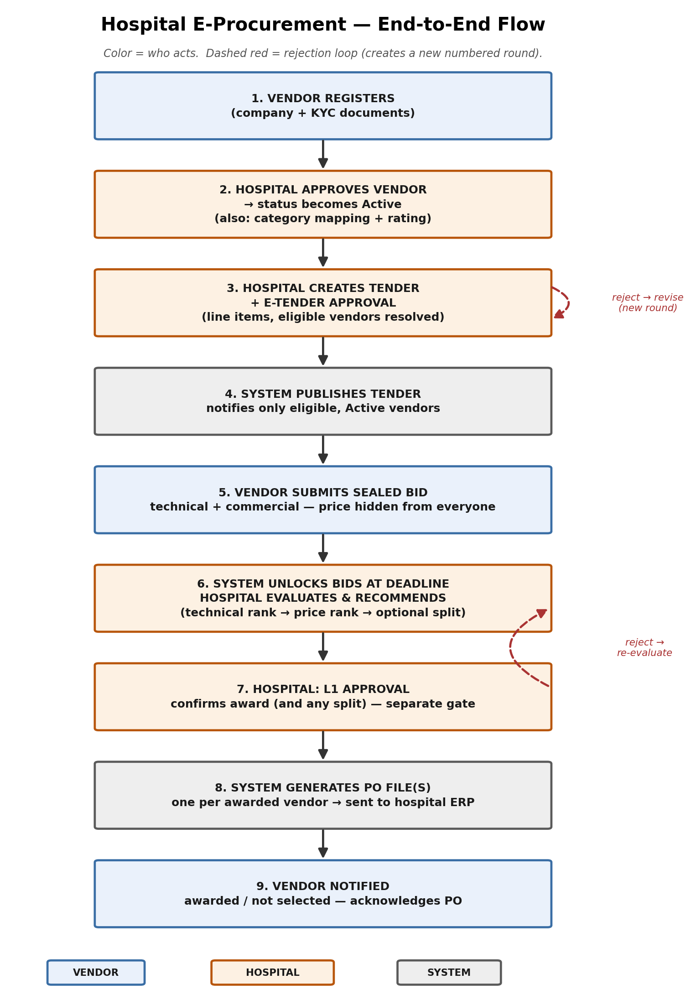 Hospital E-Procurement — End-to-End Flow
Color = who acts.  Dashed red = rejection loop (creates a new numbered round).
1. VENDOR REGISTERS
(company + KYC documents)
2. HOSPITAL APPROVES VENDOR
→ status becomes Active
(also: category mapping + rating)
3. HOSPITAL CREATES TENDER
+ E-TENDER APPROVAL
(line items, eligible vendors resolved)
reject → revise
(new round)
4. SYSTEM PUBLISHES TENDER
notifies only eligible, Active vendors
5. VENDOR SUBMITS SEALED BID
technical + commercial — price hidden from everyone
6. SYSTEM UNLOCKS BIDS AT DEADLINE
HOSPITAL EVALUATES & RECOMMENDS
(technical rank → price rank → optional split)
reject →
re-evaluate
7. HOSPITAL: L1 APPROVAL
confirms award (and any split) — separate gate
8. SYSTEM GENERATES PO FILE(S)
one per awarded vendor → sent to hospital ERP
9. VENDOR NOTIFIED
awarded / not selected — acknowledges PO
VENDOR
HOSPITAL
SYSTEM